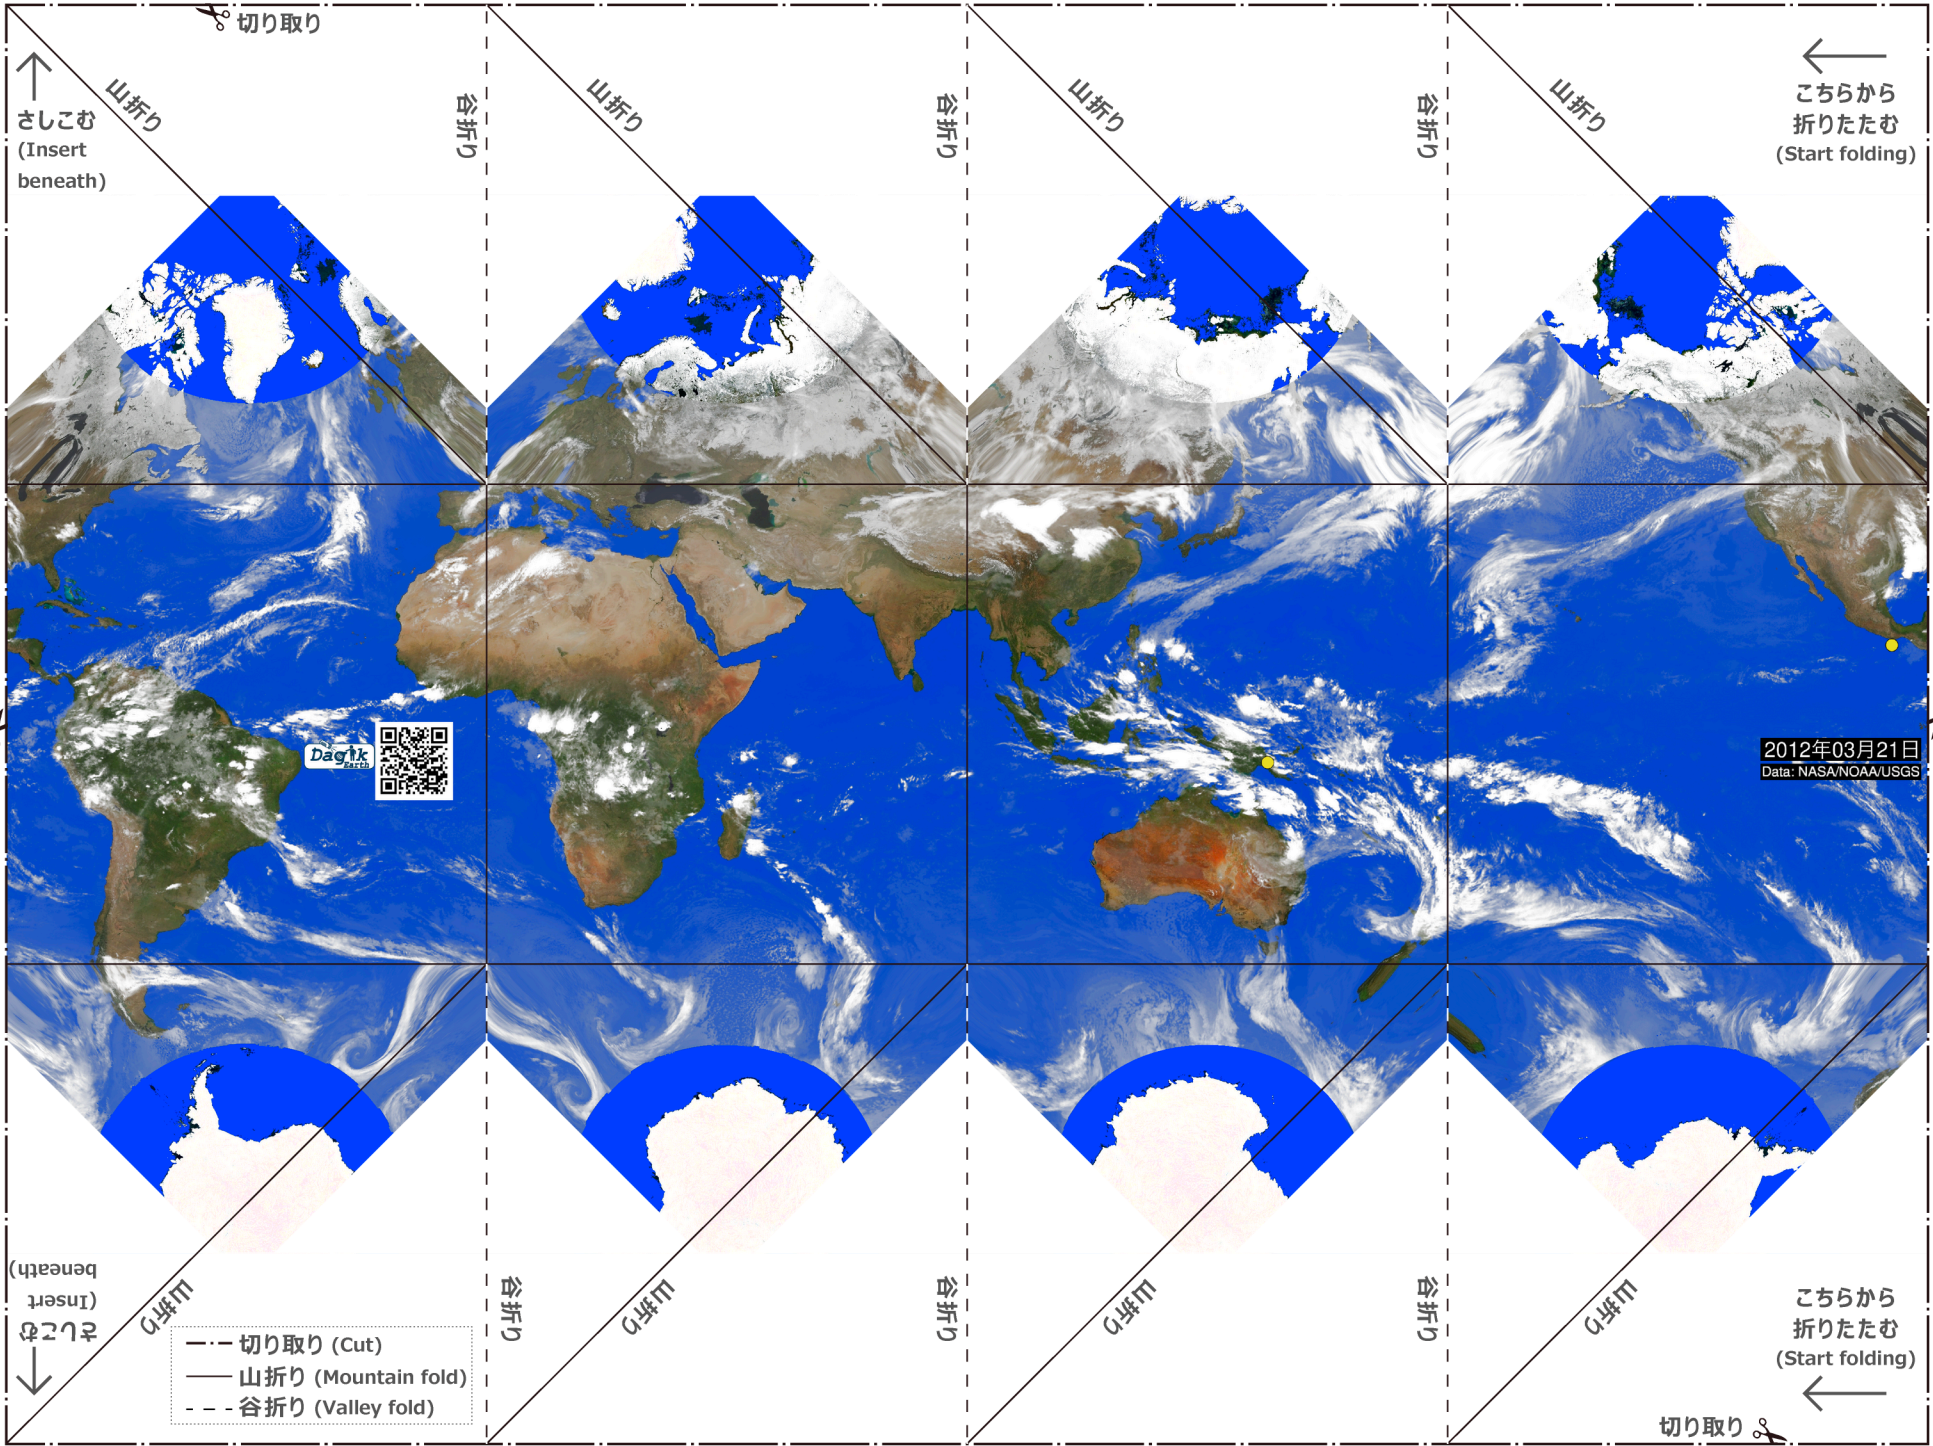 切り取り
さしこむ
(Insert
beneath)
山折り
谷折り
山折り
谷折り
山折り
谷折り
山折り
こちらから
折りたたむ
(Start folding)
Dagik
Earth
2012年03月21日
Data: NASA/NOAA/USGS
さしこむ
(Insert
beneath)
山折り
谷折り
山折り
谷折り
山折り
谷折り
山折り
こちらから
折りたたむ
(Start folding)
切り取り (Cut)
山折り (Mountain fold)
谷折り (Valley fold)
切り取り